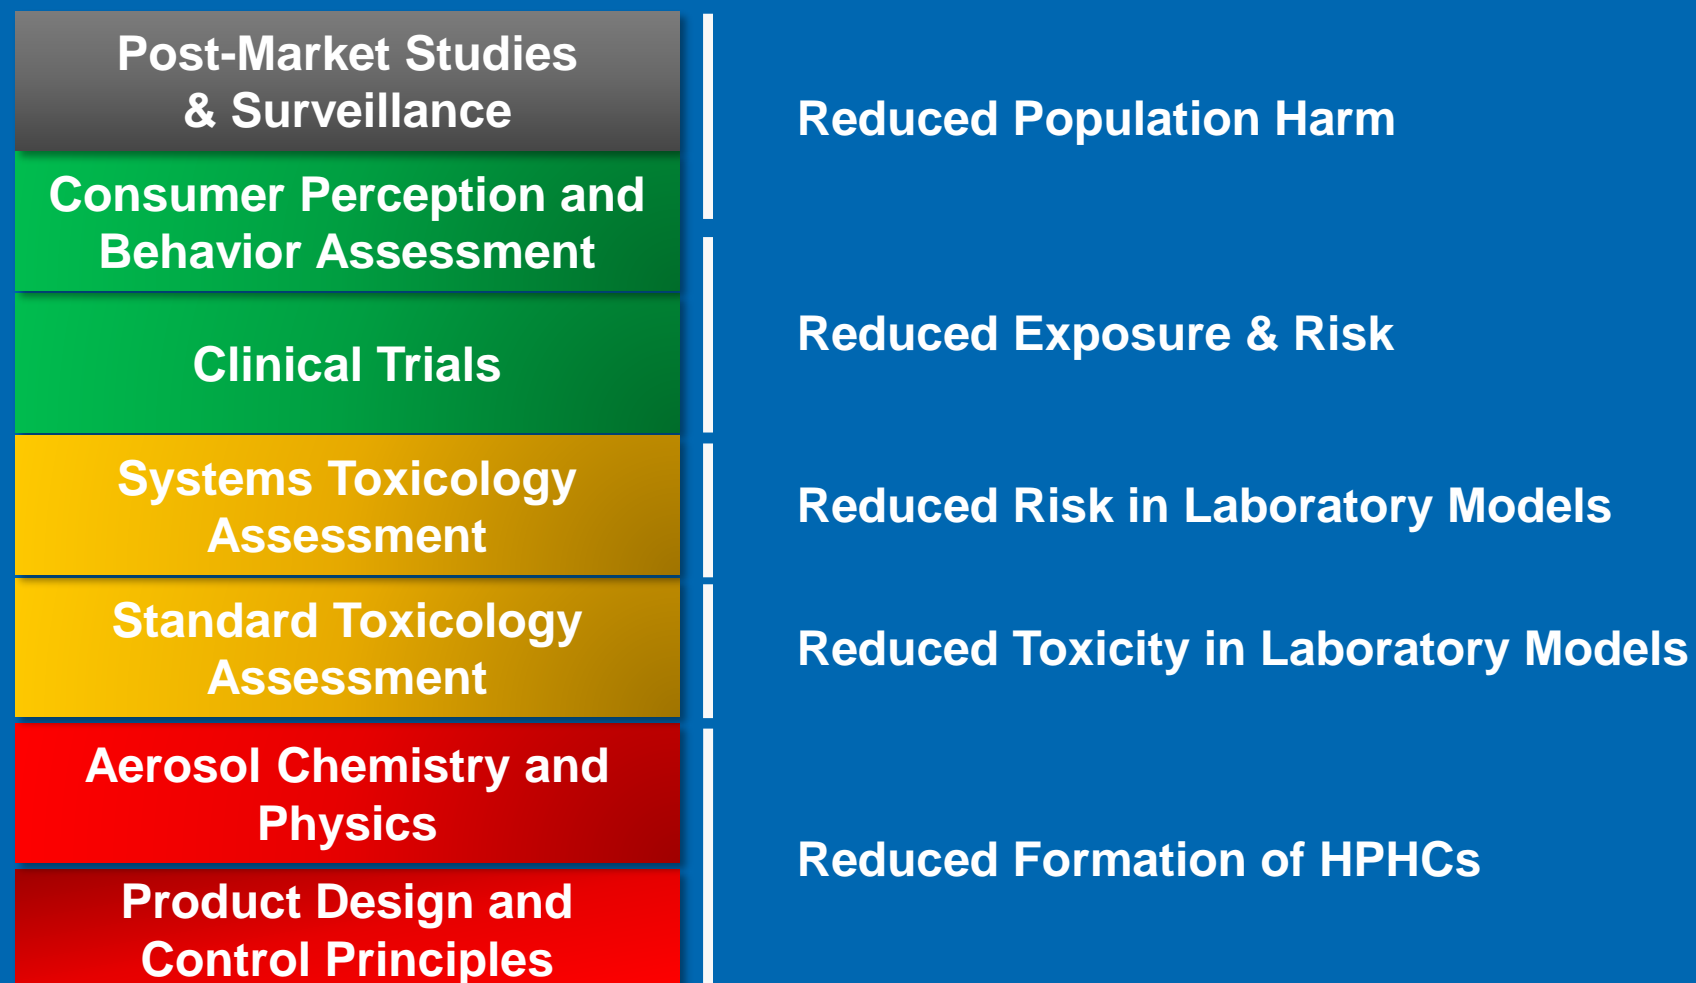 Post-Market Studies
& Surveillance
Reduced Population Harm
Consumer Perception and
Behavior Assessment
Clinical Trials
Reduced Exposure & Risk
Systems Toxicology
Assessment
Reduced Risk in Laboratory Models
Standard Toxicology
Assessment
Reduced Toxicity in Laboratory Models
Aerosol Chemistry and
Physics
Reduced Formation of HPHCs
Product Design and
Control Principles